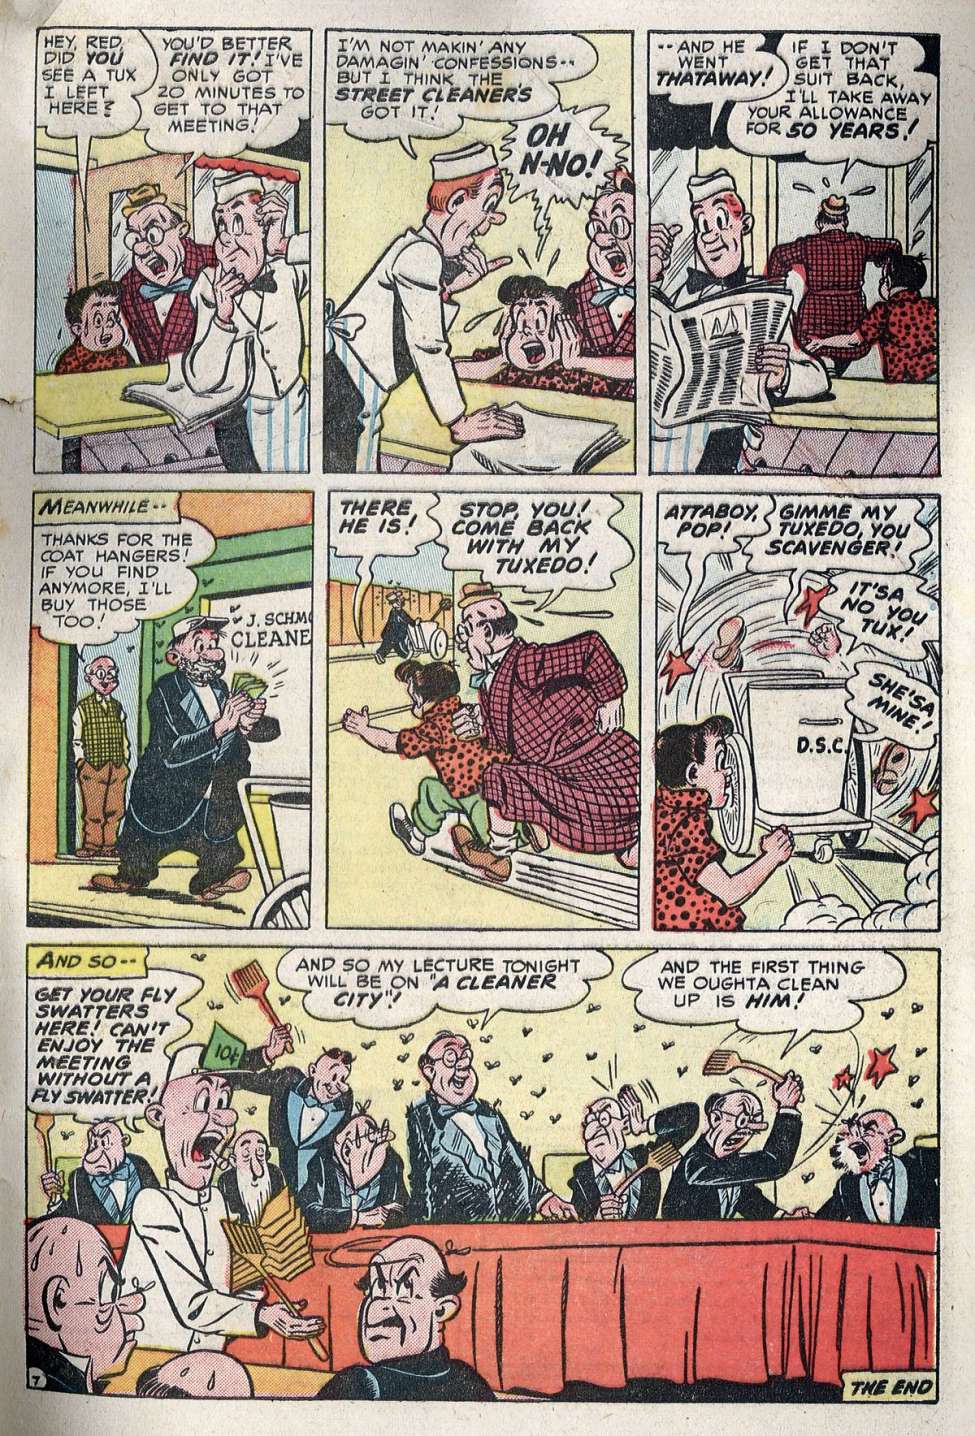 HEY, RED,
DID YOU
SEE A TUX
I LEFT
HERE?
YOU'D BETTER
FIND IT! I'VE
ONLY GOT
20 MINUTES TO
GET TO THAT
MEETING!
I'M NOT MAKIN' ANY
DAMAGIN' CONFESSIONS--
BUT I THINK THE
STREET CLEANER'S
GOT IT!
OH
N-NO!
--AND HE
WENT
THATAWAY!
IF I DON'T
GET THAT
SUIT BACK,
I'LL TAKE AWAY
YOUR ALLOWANCE
FOR 50 YEARS!
MEANWHILE--
THANKS FOR THE
COAT HANGERS!
IF YOU FIND
ANYMORE, I'LL
BUY THOSE
TOO!
J. SCHMO
CLEANE
THERE
HE IS!
STOP, YOU!
COME BACK
WITH MY
TUXEDO!
ATTABOY,
POP!
GIMME MY
TUXEDO, YOU
SCAVENGER!
IT'SA
NO YOU
TUX!
SHE'SA
MINE!
D.S.C.
AND SO--
GET YOUR FLY
SWATTERS
HERE! CAN'T
ENJOY THE
MEETING
WITHOUT A
FLY SWATTER!
10¢
AND SO MY LECTURE TONIGHT
WILL BE ON "A CLEANER
CITY"!
AND THE FIRST THING
WE OUGHTA CLEAN
UP IS HIM!
7
THE END